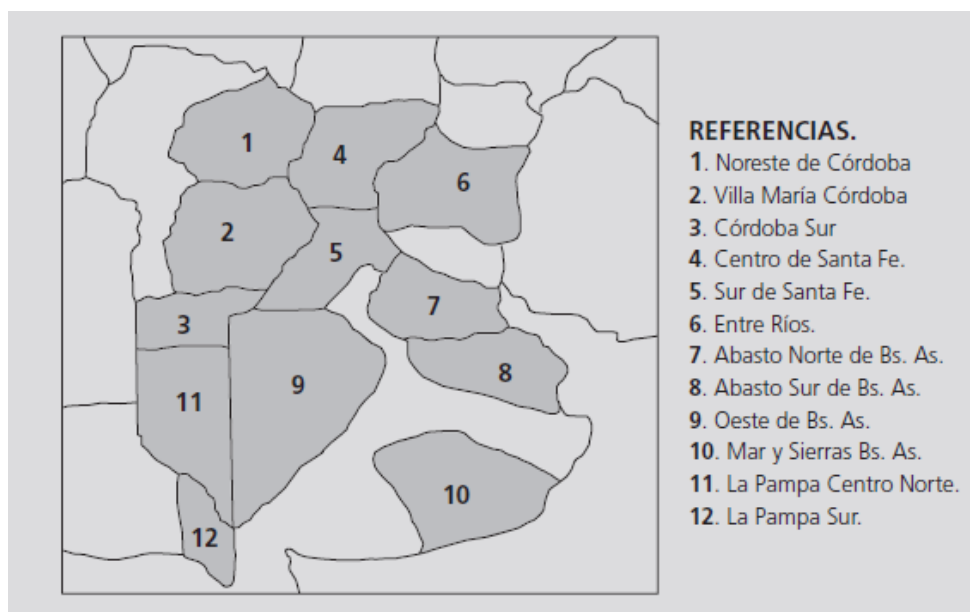 1
4
6
2
5
7
3
8
9
11
10
12
REFERENCIAS.
1. Noreste de Córdoba
2. Villa María Córdoba
3. Córdoba Sur
4. Centro de Santa Fe.
5. Sur de Santa Fe.
6. Entre Ríos.
7. Abasto Norte de Bs. As.
8. Abasto Sur de Bs. As.
9. Oeste de Bs. As.
10. Mar y Sierras Bs. As.
11. La Pampa Centro Norte.
12. La Pampa Sur.